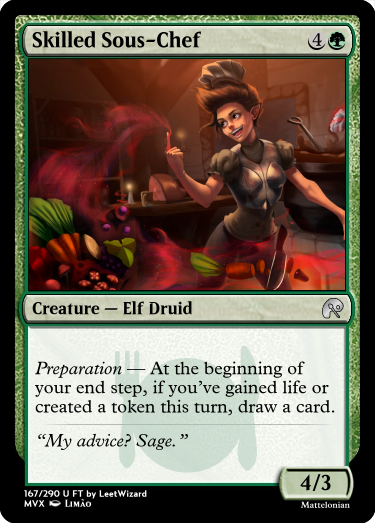 Skilled Sous-Chef 4
Creature — Elf Druid
Preparation — At the beginning of
your end step, if you've gained life or
created a token this turn, draw a card.
“My advice? Sage.”
4/3
167/290 U FT by LeetWizard
MVX Limão
Mattelonian